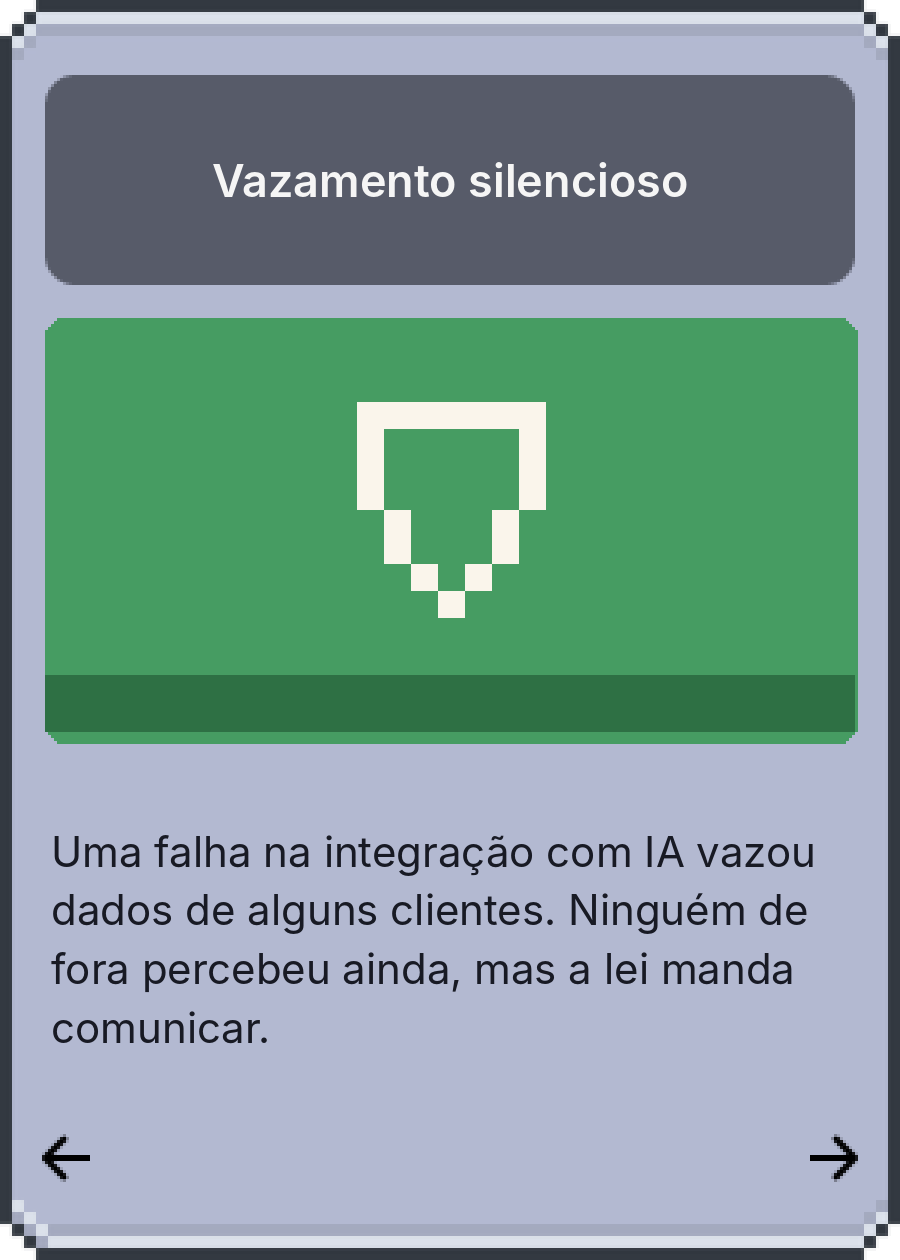 Vazamento silencioso
Uma falha na integração com IA vazou
dados de alguns clientes. Ninguém de
fora percebeu ainda, mas a lei manda
comunicar.